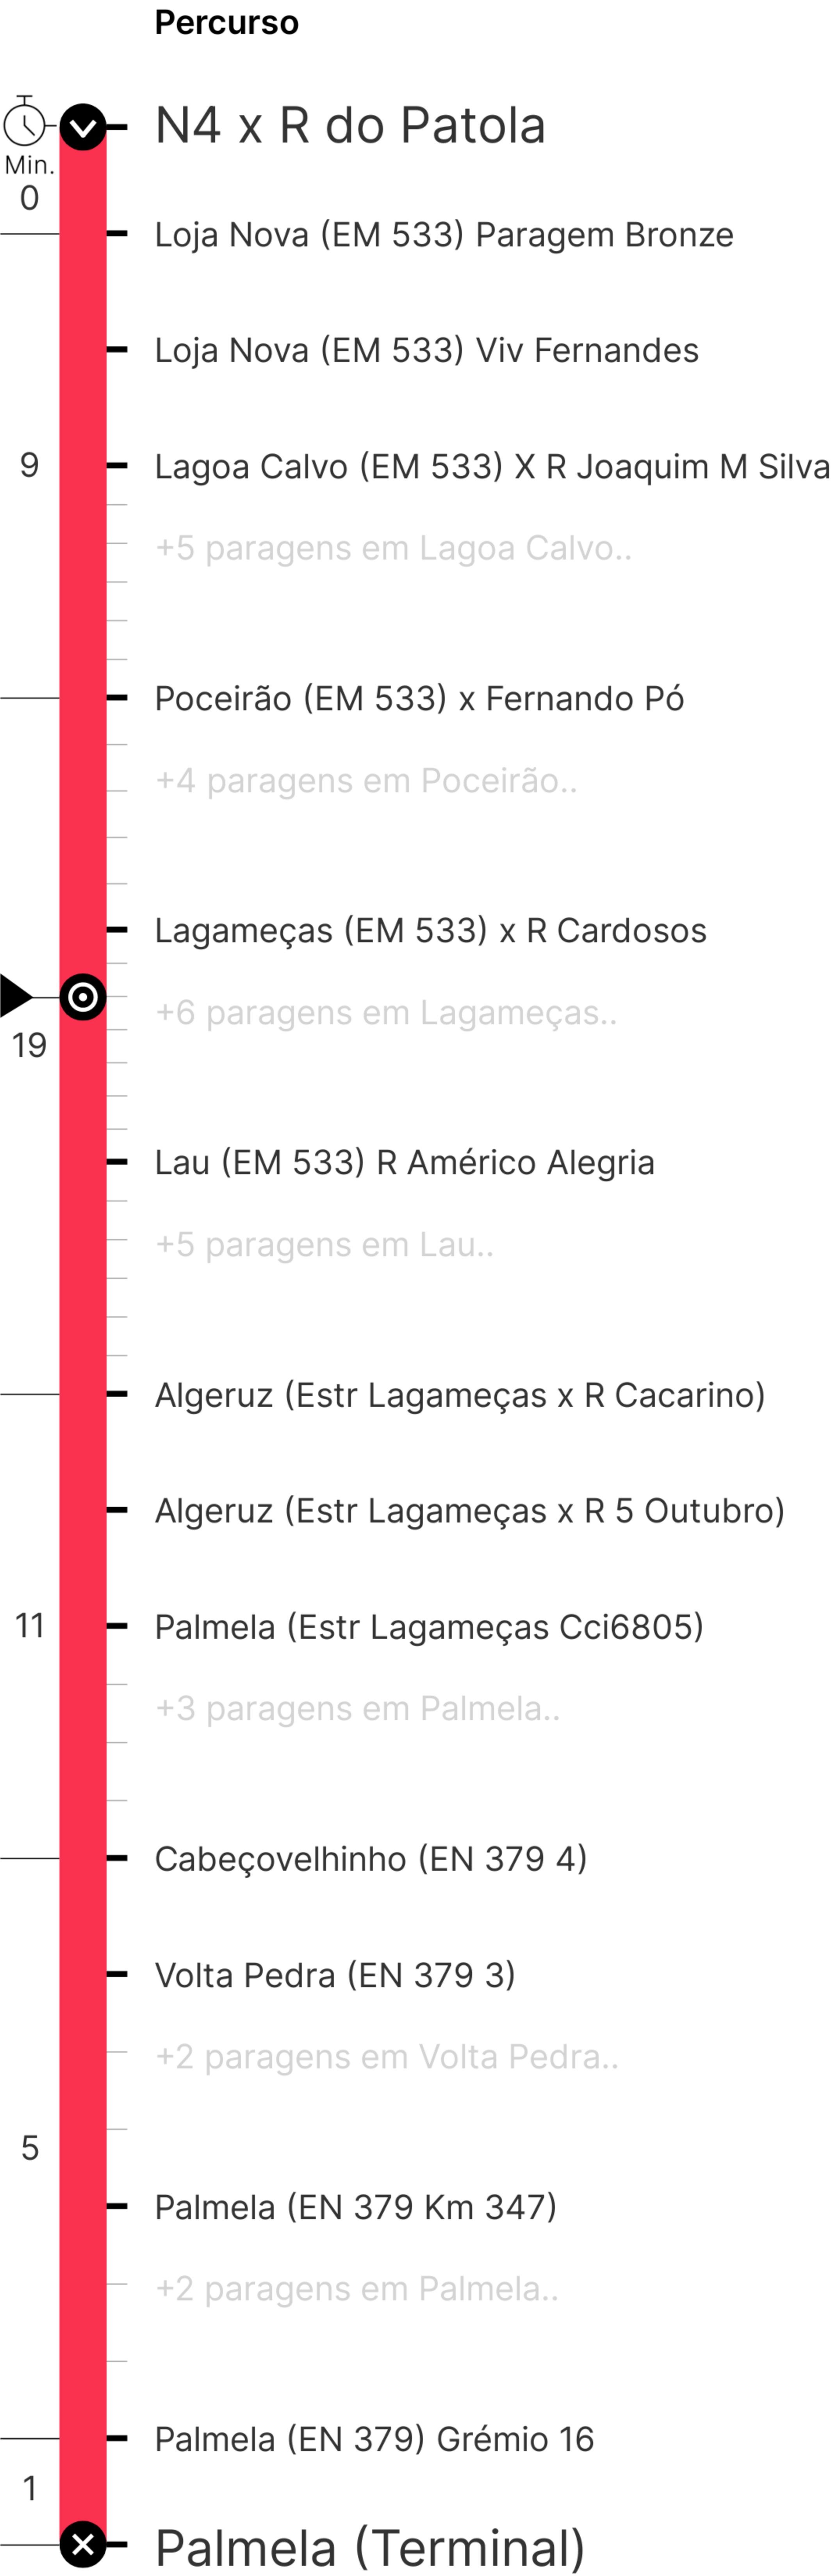 Percurso
N4 x R do Patola
Min.
0
Loja Nova (EM 533) Paragem Bronze
Loja Nova (EM 533) Viv Fernandes
9
Lagoa Calvo (EM 533) X R Joaquim M Silva
+5 paragens em Lagoa Calvo..
Poceirão (EM 533) x Fernando Pó
+4 paragens em Poceirão..
Lagameças (EM 533) x R Cardosos
+6 paragens em Lagameças..
19
Lau (EM 533) R Américo Alegria
+5 paragens em Lau..
Algeruz (Estr Lagameças x R Cacarino)
Algeruz (Estr Lagameças x R 5 Outubro)
11
Palmela (Estr Lagameças Cci6805)
+3 paragens em Palmela..
Cabeçovelhinho (EN 379 4)
Volta Pedra (EN 379 3)
+2 paragens em Volta Pedra..
5
Palmela (EN 379 Km 347)
+2 paragens em Palmela..
Palmela (EN 379) Grémio 16
1
Palmela (Terminal)